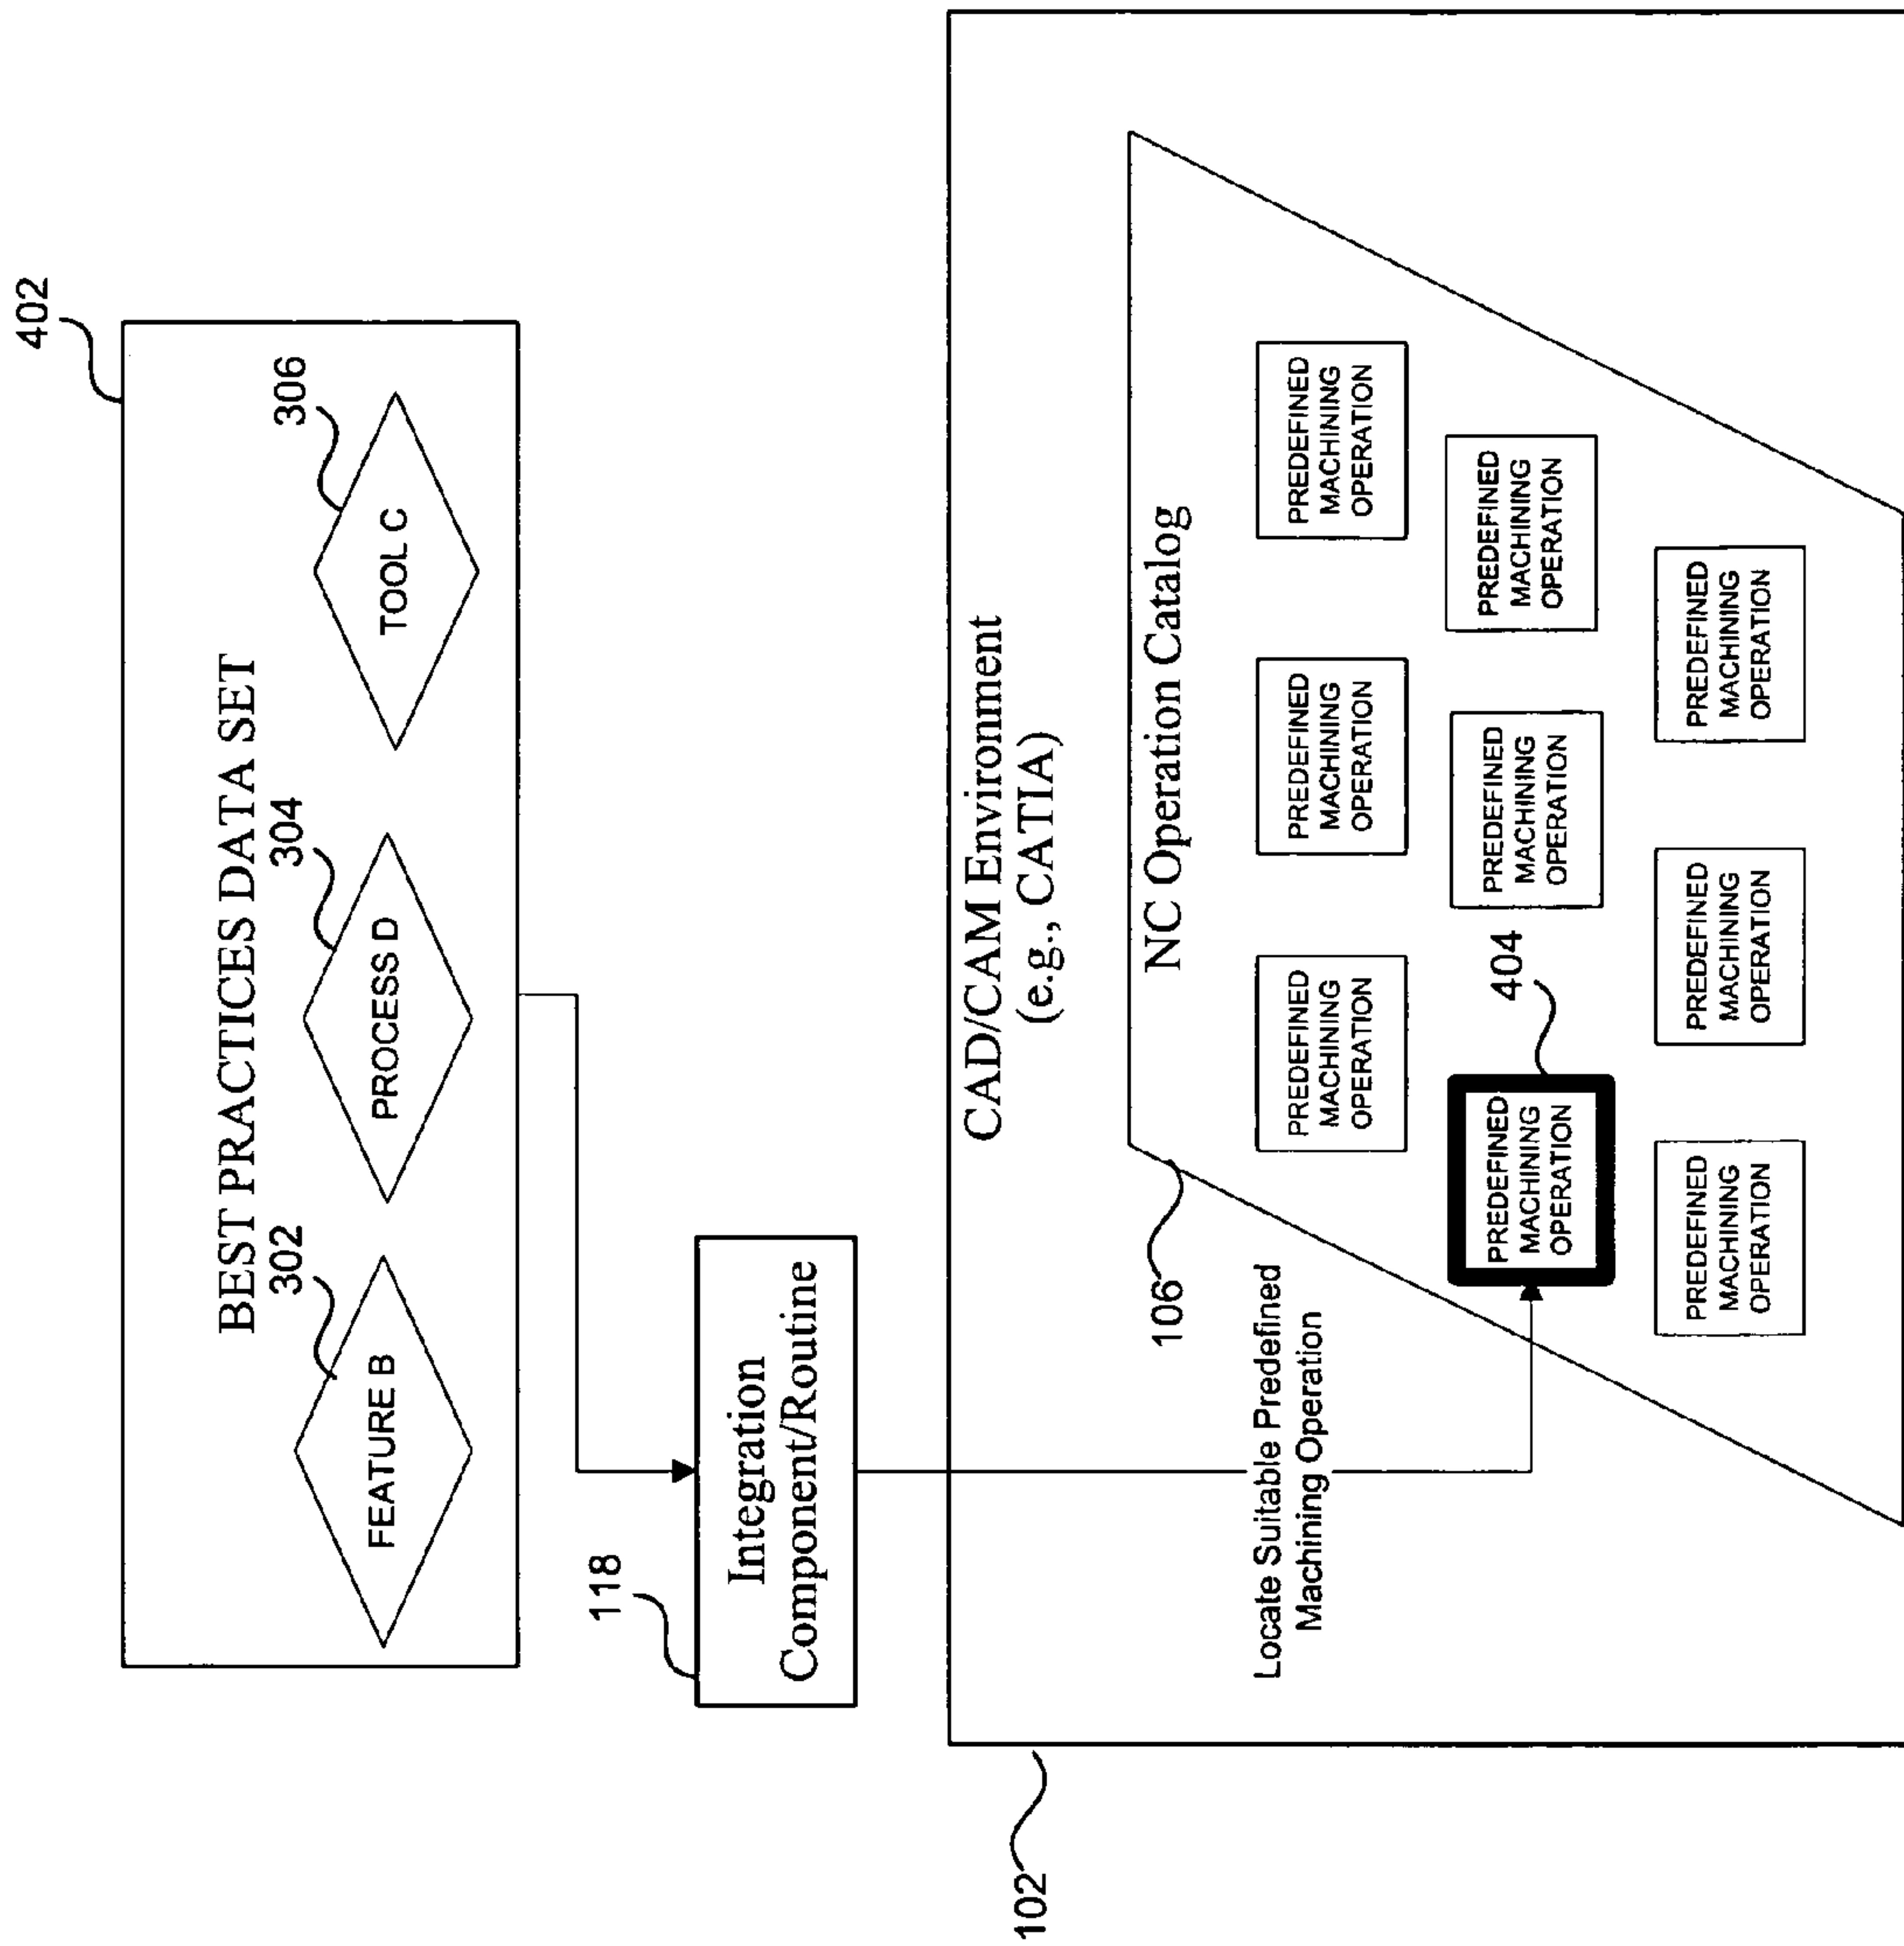 402
BEST PRACTICES DATA SET
302
304
306
FEATURE B
PROCESS D
TOOL C
118
Integration
Component/Routine
102
CAD/CAM Environment
(e.g., CATIA)
106
NC Operation Catalog
Locate Suitable Predefined
Machining Operation
PREDEFINED
MACHINING
OPERATION
PREDEFINED
MACHINING
OPERATION
PREDEFINED
MACHINING
OPERATION
404
PREDEFINED
MACHINING
OPERATION
PREDEFINED
MACHINING
OPERATION
PREDEFINED
MACHINING
OPERATION
PREDEFINED
MACHINING
OPERATION
PREDEFINED
MACHINING
OPERATION
PREDEFINED
MACHINING
OPERATION